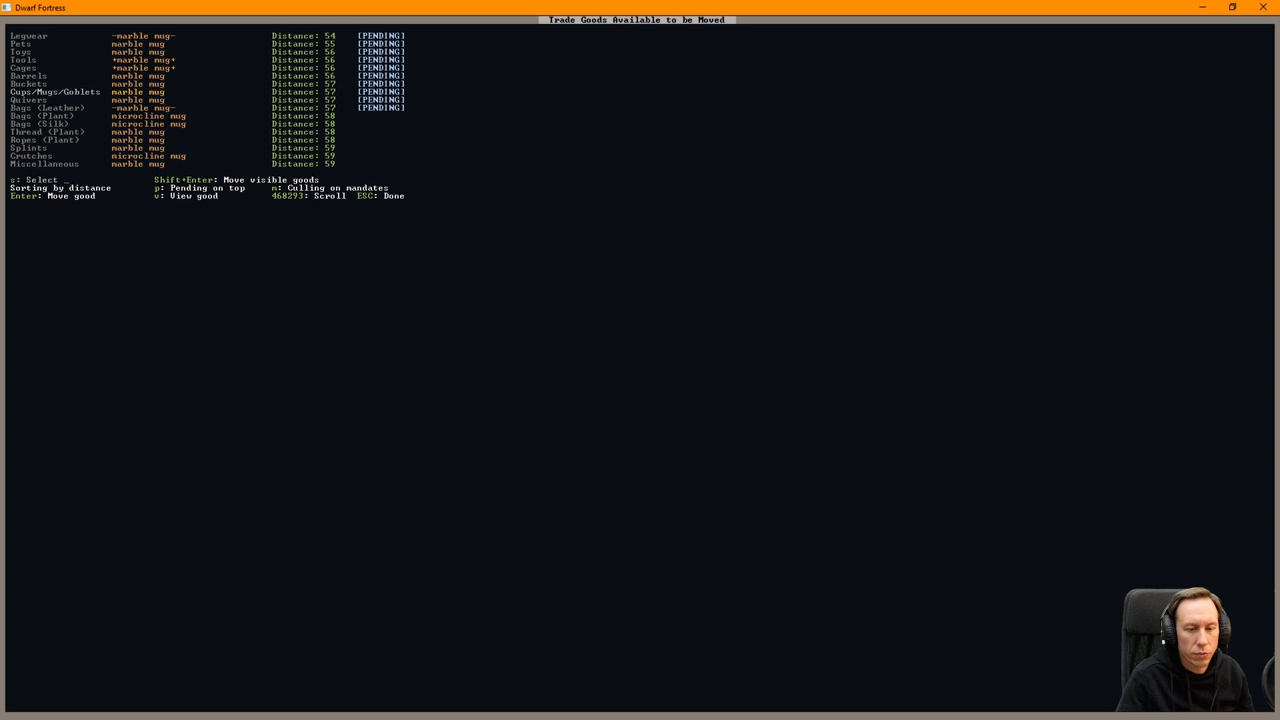 Dwarf Fortress
Trade Goods Available to be Moved
Legwear -marble mug- Distance: 54 [PENDING]
Pets marble mug Distance: 55 [PENDING]
Toys marble mug Distance: 56 [PENDING]
Tools +marble mug+ Distance: 56 [PENDING]
Cages +marble mug+ Distance: 56 [PENDING]
Barrels marble mug Distance: 56 [PENDING]
Buckets marble mug Distance: 57 [PENDING]
Cups/Mugs/Goblets marble mug Distance: 57 [PENDING]
Quivers marble mug Distance: 57 [PENDING]
Bags (Leather) -marble mug- Distance: 57 [PENDING]
Bags (Plant) microcline mug Distance: 58
Bags (Silk) microcline mug Distance: 58
Thread (Plant) marble mug Distance: 58
Ropes (Plant) marble mug Distance: 58
Splints marble mug Distance: 59
Crutches microcline mug Distance: 59
Miscellaneous marble mug Distance: 59
s: Select _ Shift+Enter: Move visible goods
Sorting by distance p: Pending on top m: Culling on mandates
Enter: Move good v: View good 468293: Scroll ESC: Done